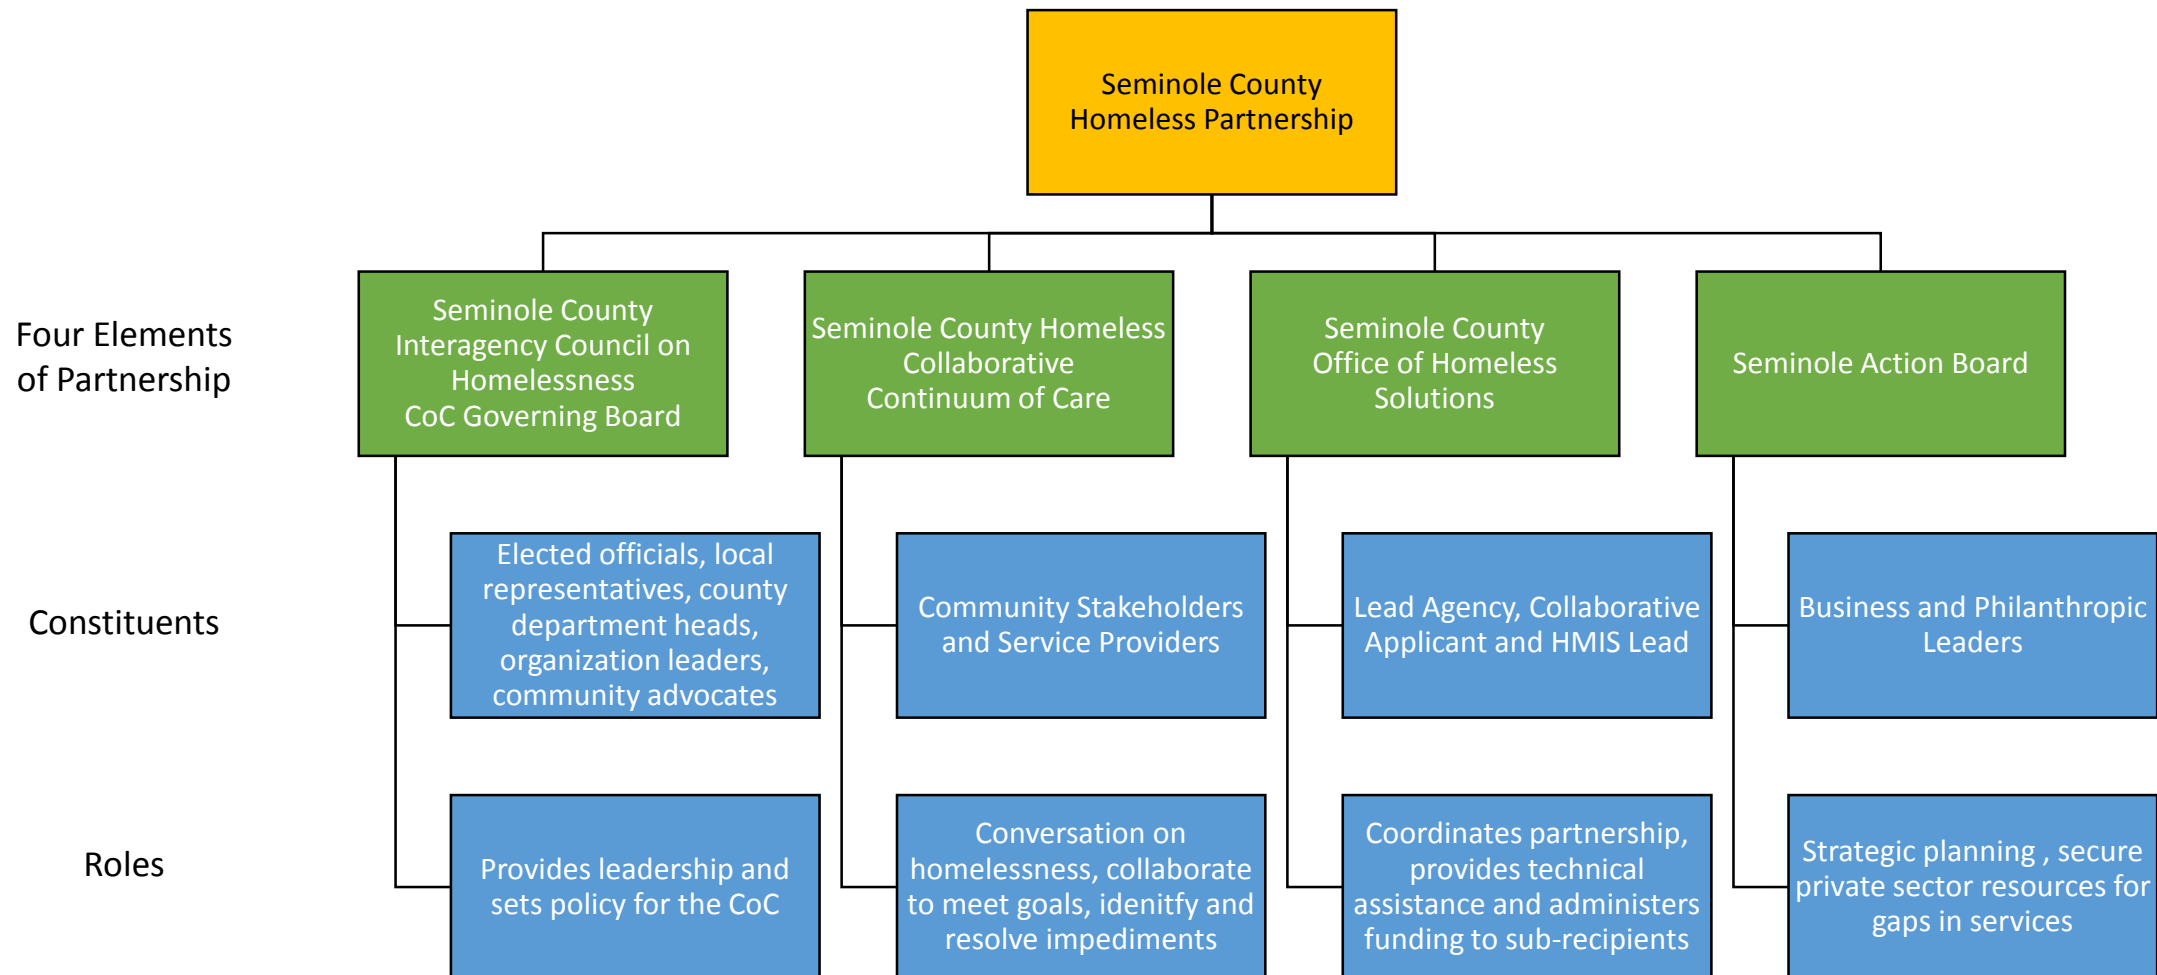 Seminole County
Homeless Partnership
Four Elements
of Partnership
Seminole County
Interagency Council on
Homelessness
CoC Governing Board
Seminole County Homeless
Collaborative
Continuum of Care
Seminole County
Office of Homeless
Solutions
Seminole Action Board
Constituents
Elected officials, local
representatives, county
department heads,
organization leaders,
community advocates
Community Stakeholders
and Service Providers
Lead Agency, Collaborative
Applicant and HMIS Lead
Business and Philanthropic
Leaders
Roles
Provides leadership and
sets policy for the CoC
Conversation on
homelessness, collaborate
to meet goals, idenitfy and
resolve impediments
Coordinates partnership,
provides technical
assistance and administers
funding to sub-recipients
Strategic planning , secure
private sector resources for
gaps in services